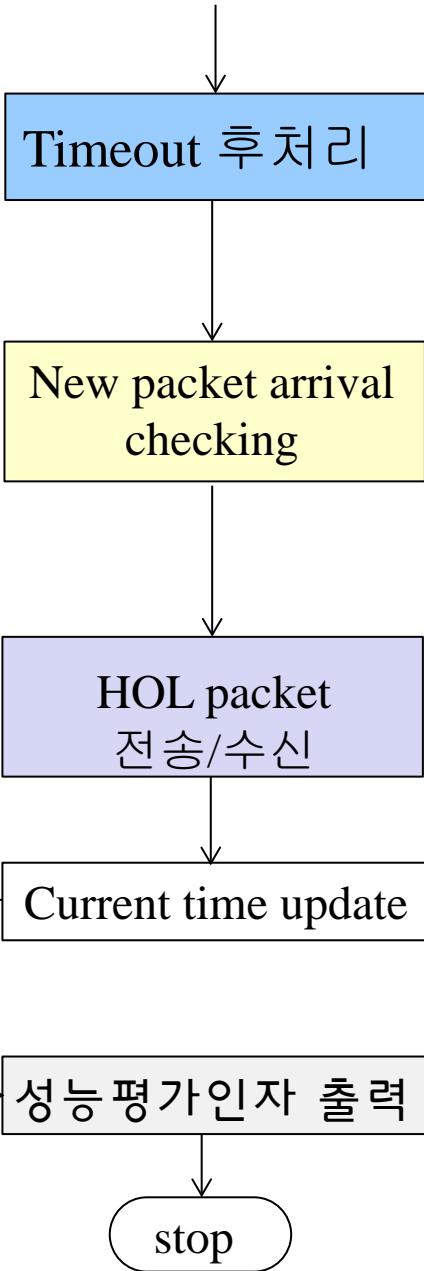 Timeout 후처리
New packet arrival
checking
HOL packet
전송/수신
Current time update
성능평가인자 출력
stop